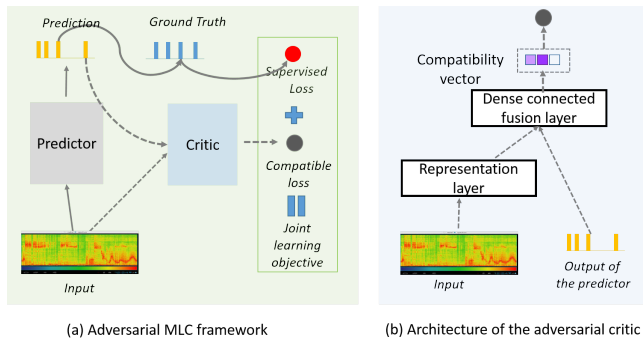 Prediction
Ground Truth
Supervised
Loss
Predictor
Critic
Compatible
loss
Joint
learning
objective
Input
(a) Adversarial MLC framework
Compatibility
vector
Dense connected
fusion layer
Representation
layer
Input
Output of
the predictor
(b) Architecture of the adversarial critic